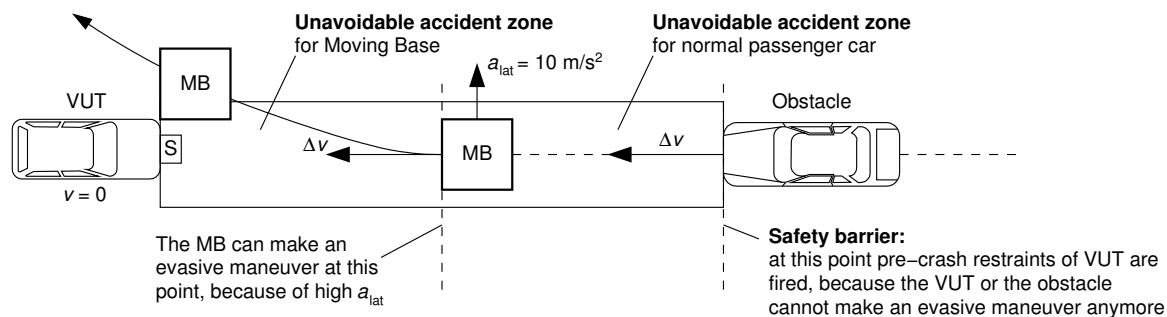 Unavoidable accident zone
for Moving Base
Unavoidable accident zone
for normal passenger car
a_lat = 10 m/s²
MB
VUT
Obstacle
S
Δv
MB
Δv
v = 0
The MB can make an
evasive maneuver at this
point, because of high a_lat
Safety barrier:
at this point pre−crash restraints of VUT are
fired, because the VUT or the obstacle
cannot make an evasive maneuver anymore